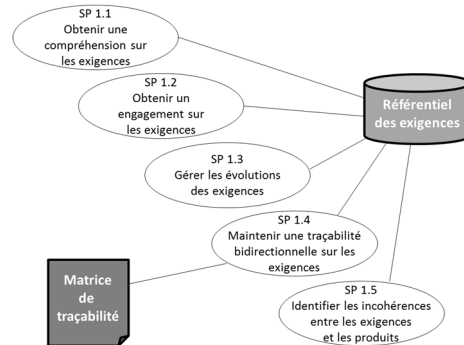 SP 1.1
Obtenir une
compréhension sur
les exigences
SP 1.2
Obtenir un
engagement sur
les exigences
Référentiel
des exigences
SP 1.3
Gérer les évolutions
des exigences
SP 1.4
Maintenir une traçabilité
bidirectionnelle sur les
exigences
Matrice
de
traçabilité
SP 1.5
Identifier les incohérences
entre les exigences
et les produits